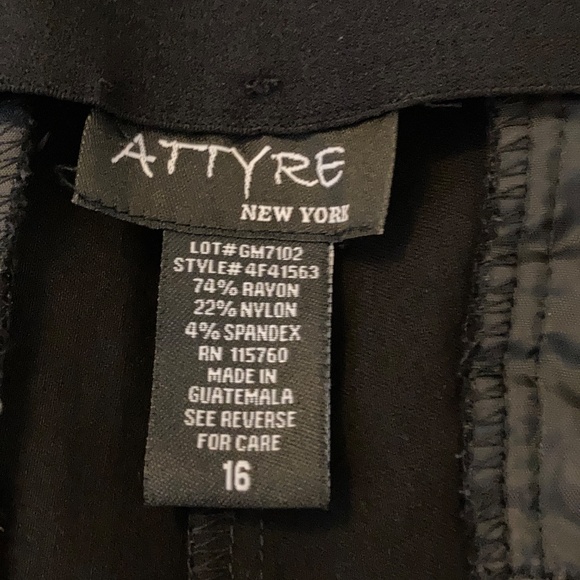 ATTYRE
NEW YORK
LOT# GM7102
STYLE# 4F41563
74% RAYON
22% NYLON
4% SPANDEX
RN 115760
MADE IN
GUATEMALA
SEE REVERSE
FOR CARE
16